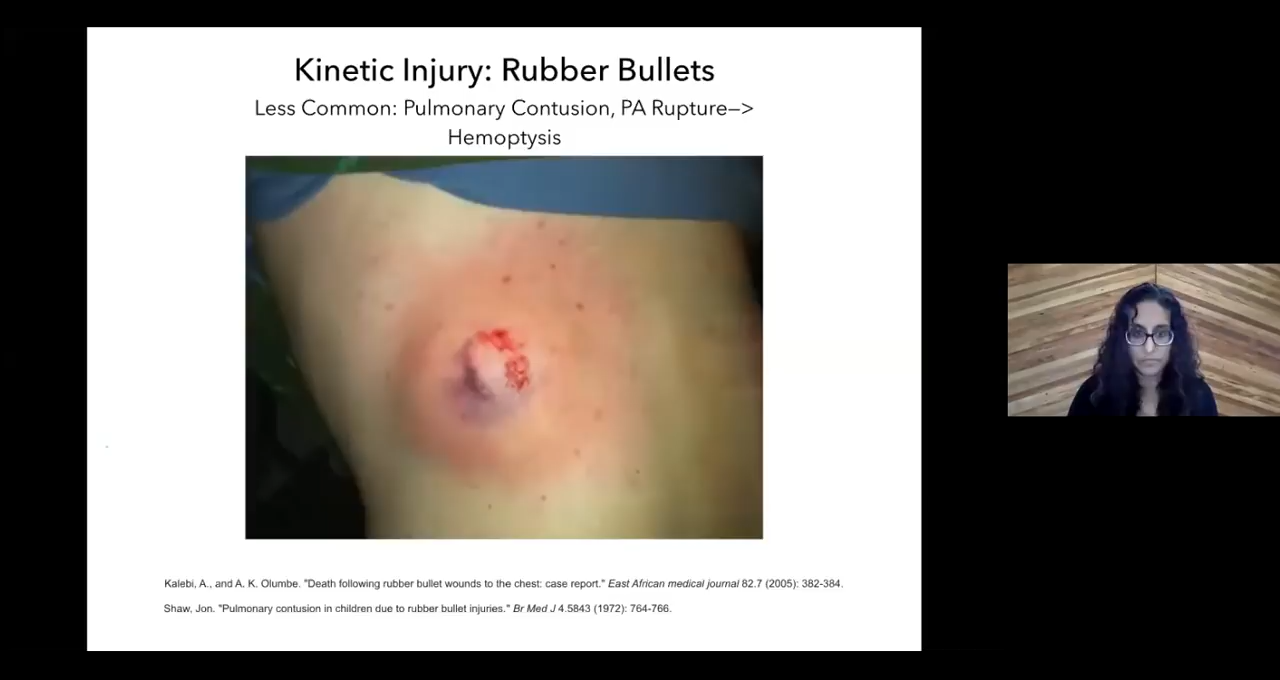 Kinetic Injury: Rubber Bullets
Less Common: Pulmonary Contusion, PA Rupture—>
Hemoptysis
Kalebi, A., and A. K. Olumbe. "Death following rubber bullet wounds to the chest: case report." East African medical journal 82.7 (2005): 382-384.
Shaw, Jon. "Pulmonary contusion in children due to rubber bullet injuries." Br Med J 4.5843 (1972): 764-766.